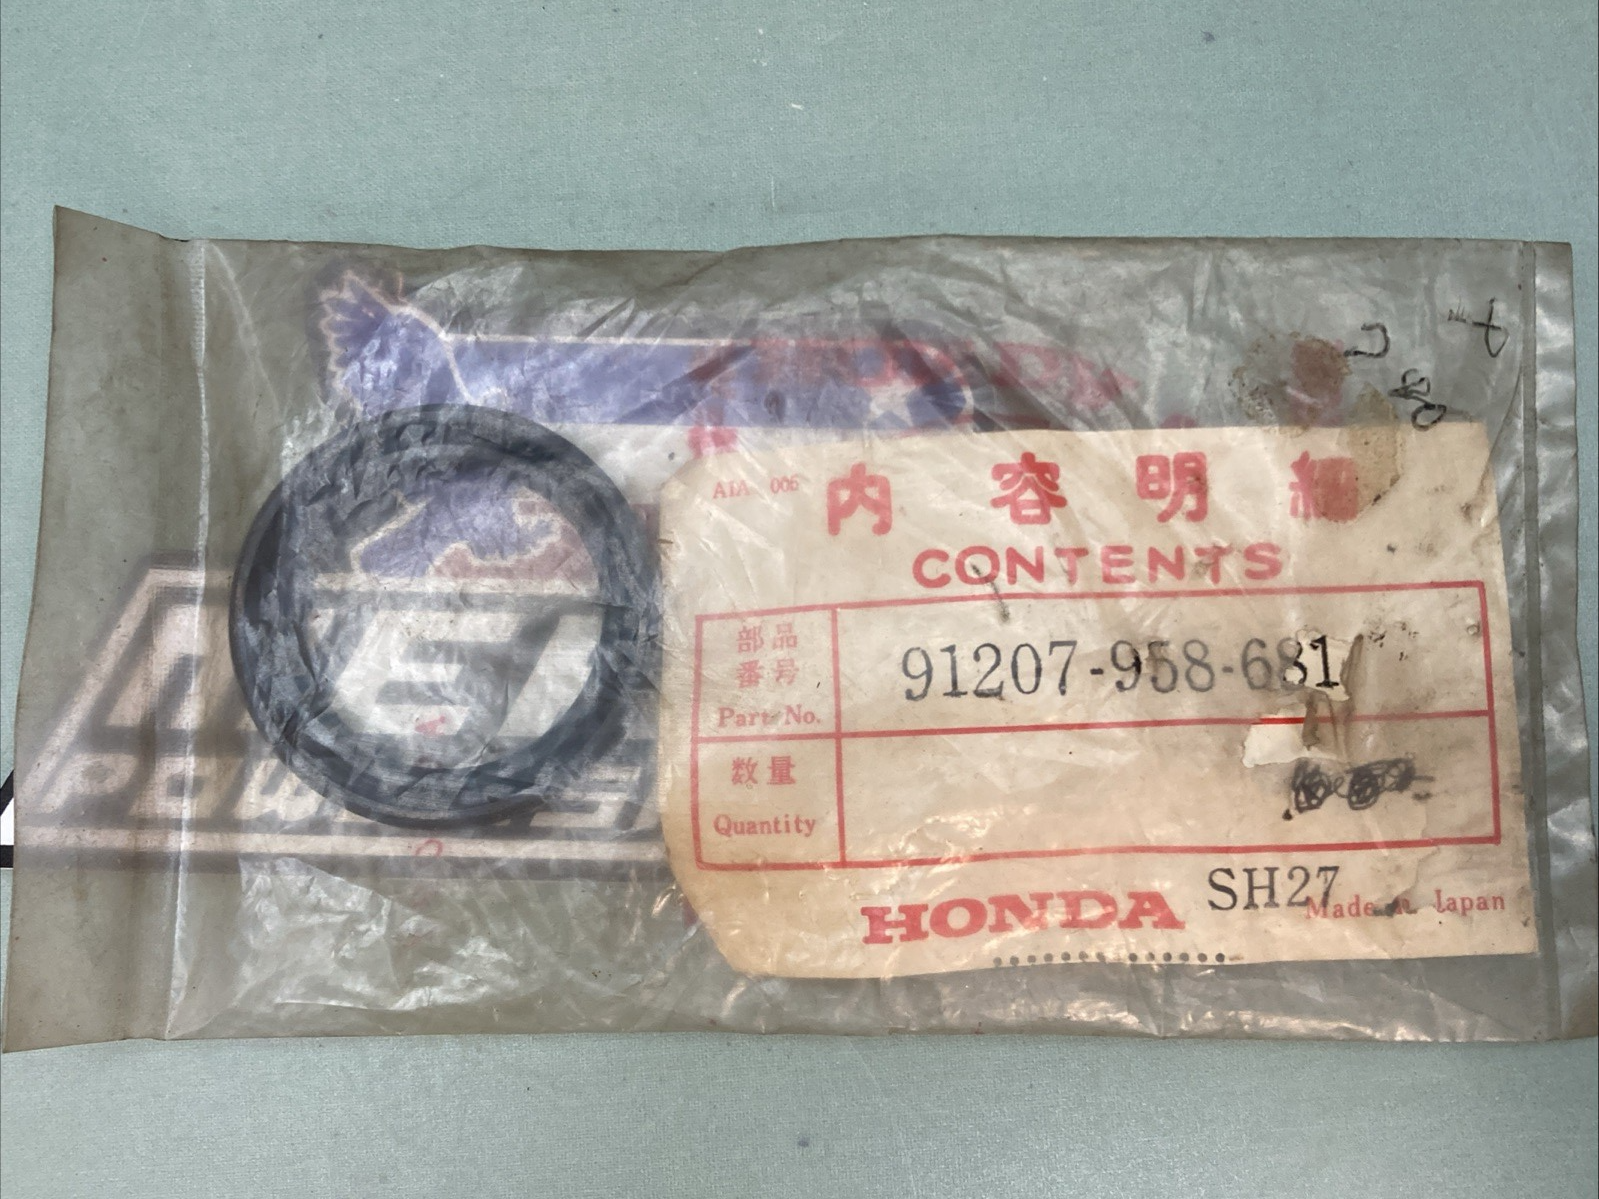 ATA 006
内容明細
CONTENTS
部品
番号
Part No.
91207-958-681
数量
Quantity
HONDA
SH27
Made in Japan